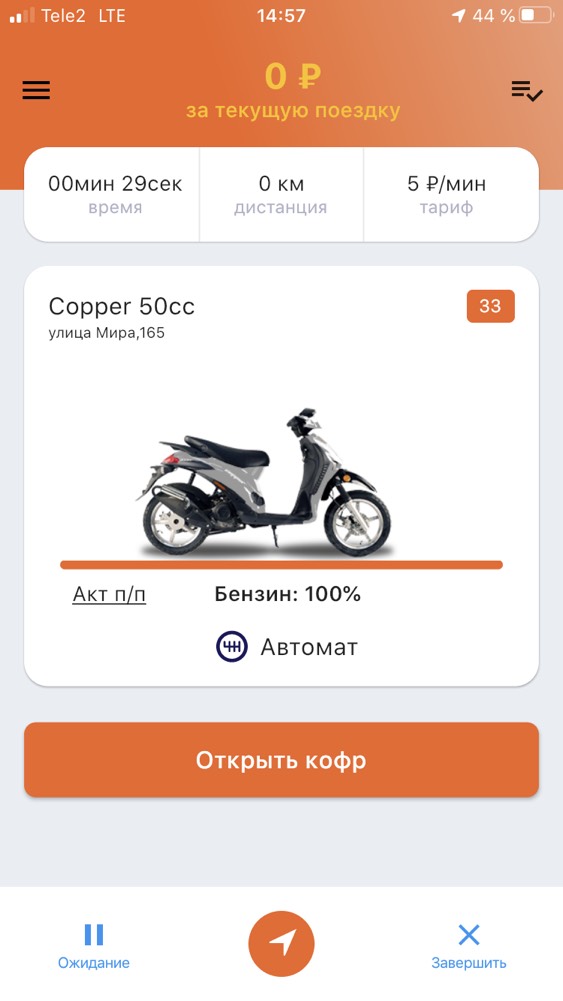 Tele2 LTE 14:57 44 %
0 ₽
за текущую поездку
00мин 29сек 0 км 5 ₽/мин
время дистанция тариф
Copper 50cc 33
улица Мира,165
Акт п/п Бензин: 100%
Автомат
Открыть кофр
Ожидание Завершить